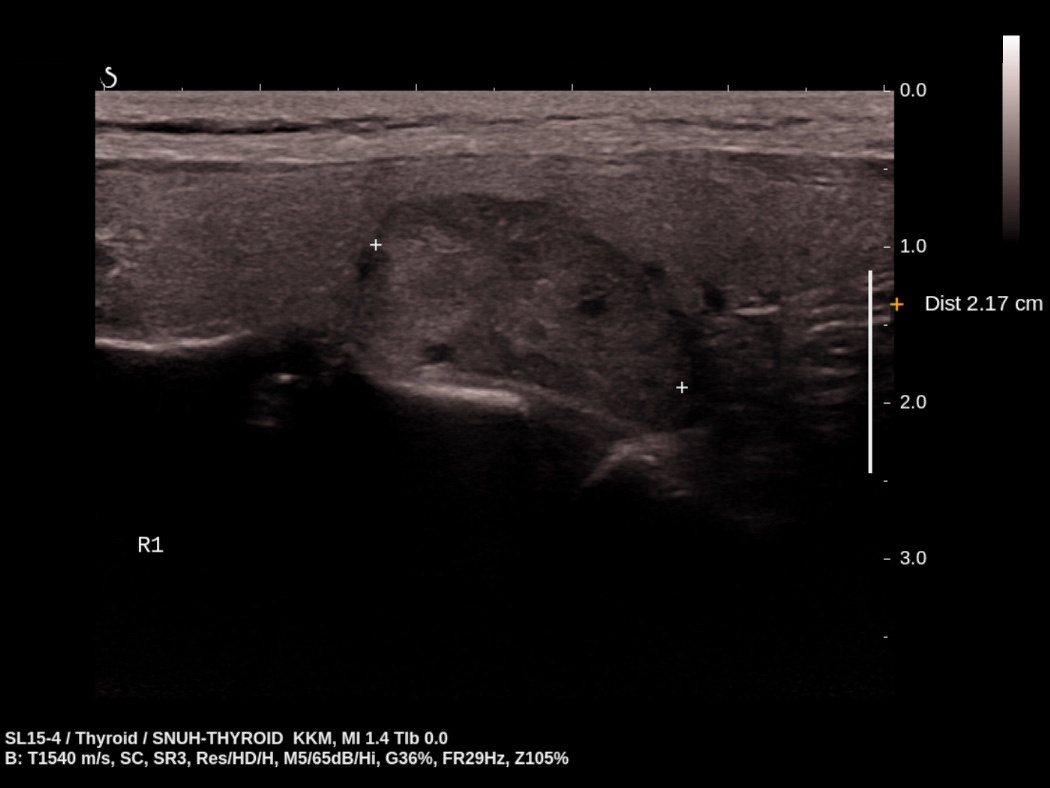 S
0.0
1.0
Dist 2.17 cm
2.0
R1
3.0
SL15-4 / Thyroid / SNUH-THYROID KKM, MI 1.4 TIb 0.0
B: T1540 m/s, SC, SR3, Res/HD/H, M5/65dB/Hi, G36%, FR29Hz, Z105%